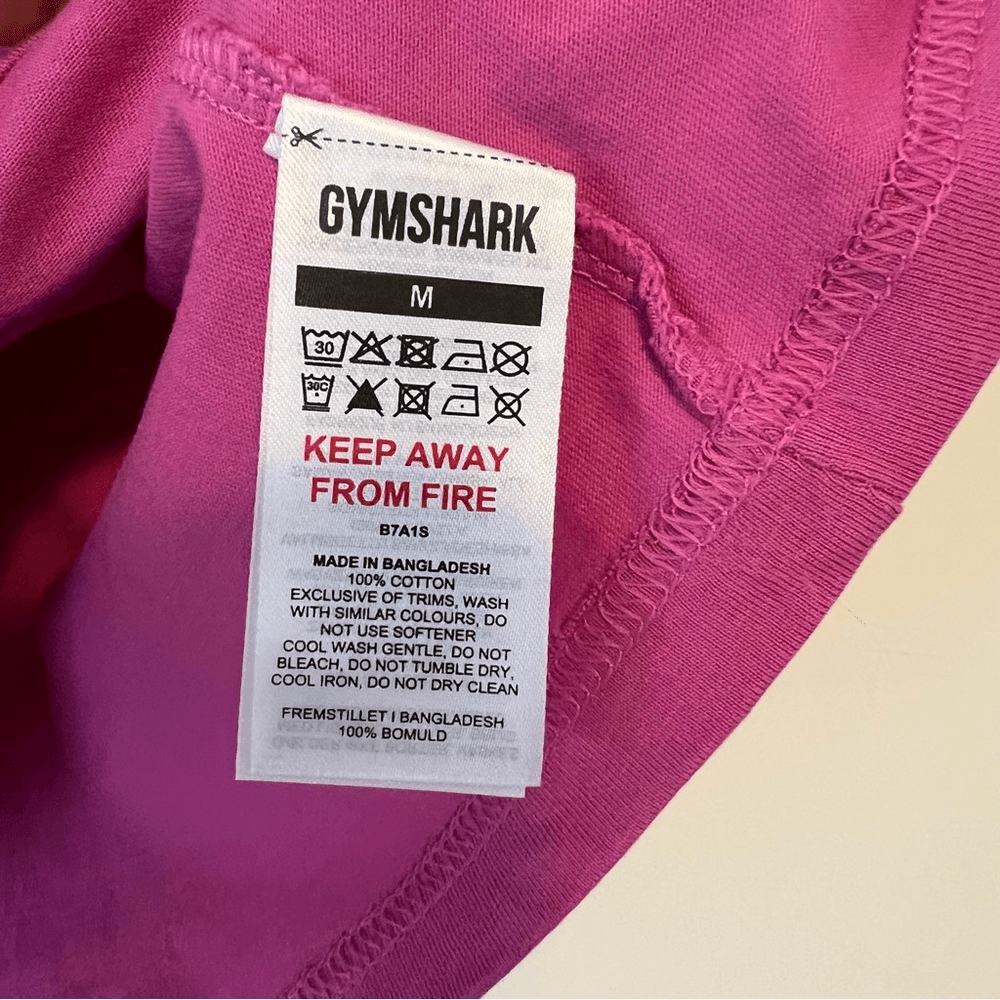 GYMSHARK
M
30
30C
KEEP AWAY
FROM FIRE
B7A1S
MADE IN BANGLADESH
100% COTTON
EXCLUSIVE OF TRIMS, WASH
WITH SIMILAR COLOURS, DO
NOT USE SOFTENER
COOL WASH GENTLE, DO NOT
BLEACH, DO NOT TUMBLE DRY,
COOL IRON, DO NOT DRY CLEAN
FREMSTILLET I BANGLADESH
100% BOMULD